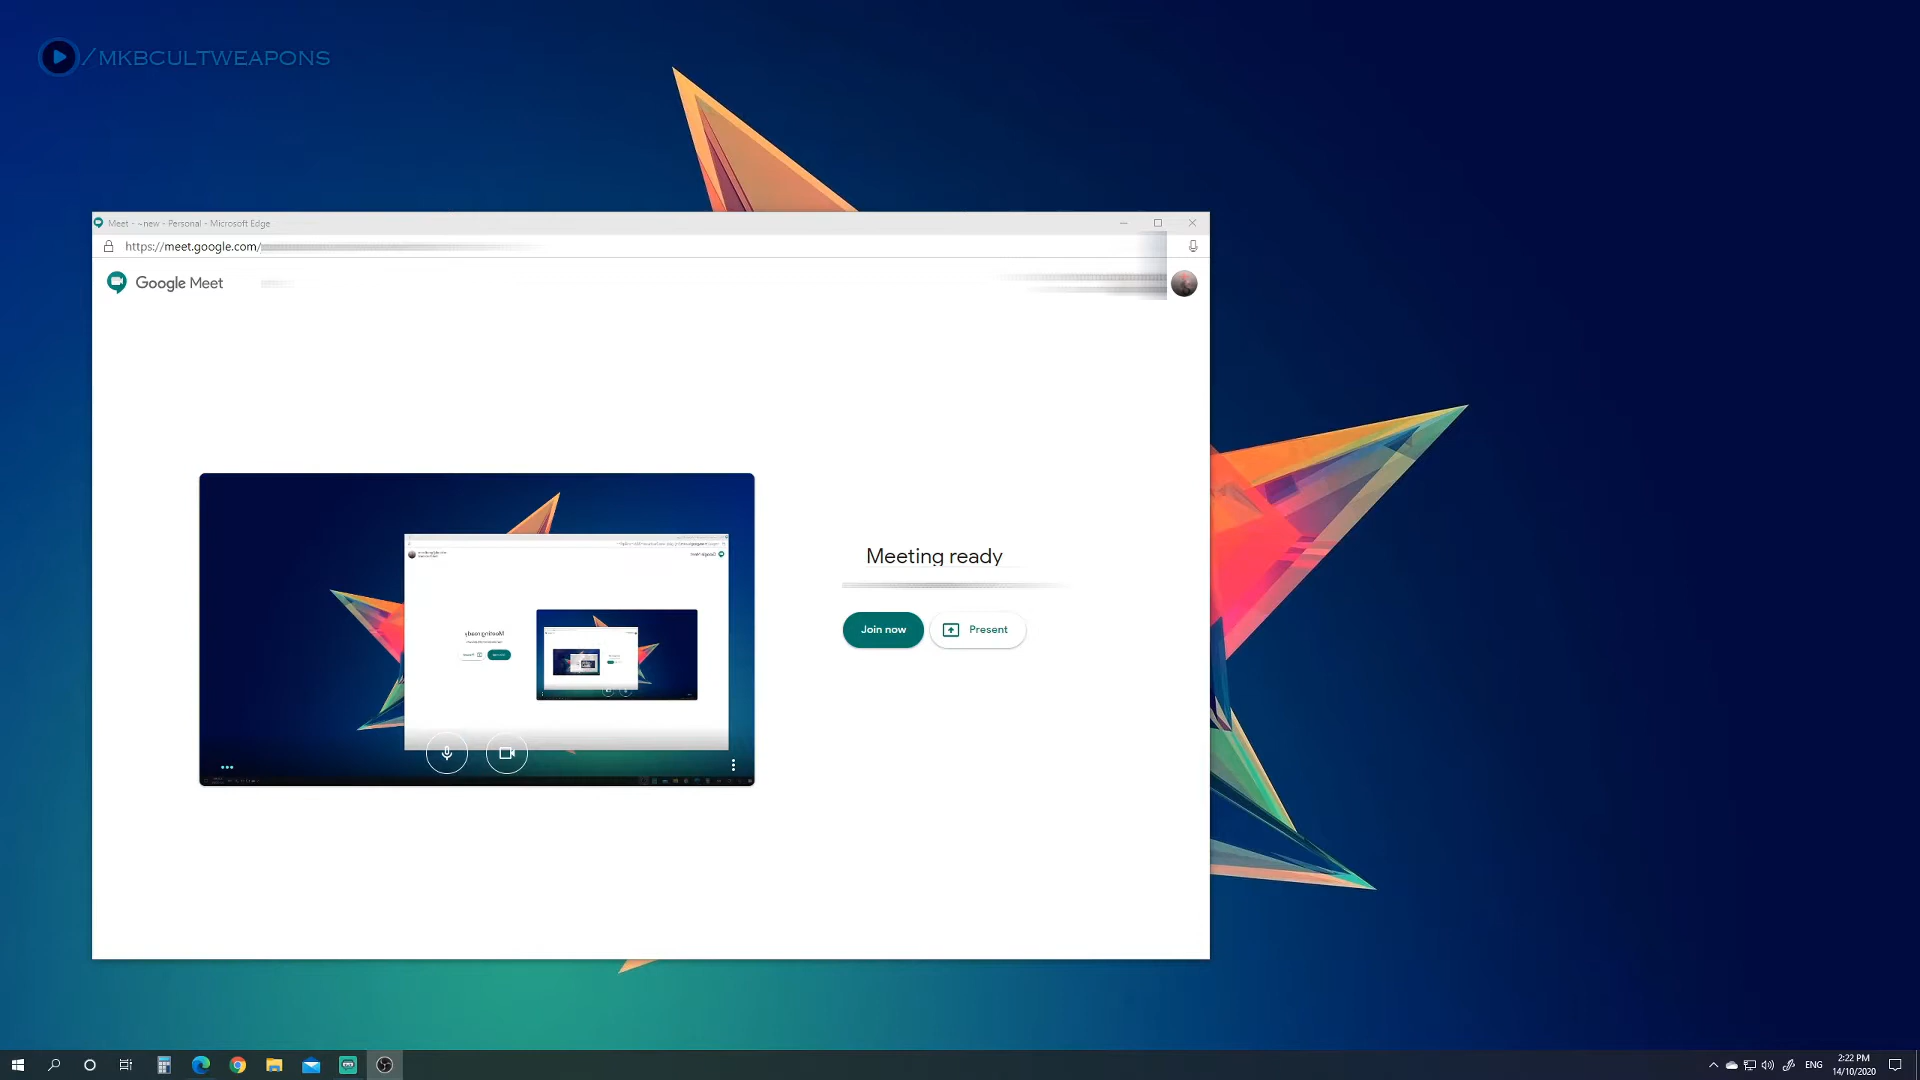 /MKBCULTWEAPONS
Meet - ~new - Personal - Microsoft Edge
https://meet.google.com/
Google Meet
Meeting ready
Join now
Present
ENG
2:22 PM
14/10/2020